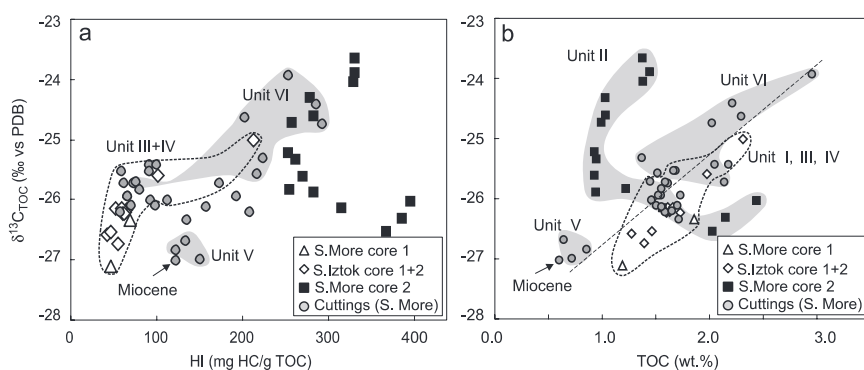 a
-23
-24
-25
-26
-27
-28
δ13CTOC (‰ vs PDB)
Unit VI
Unit III+IV
Unit V
Miocene
S.More core 1
S.Iztok core 1+2
S.More core 2
Cuttings (S. More)
0
100
200
300
400
HI (mg HC/g TOC)
b
-23
-24
-25
-26
-27
-28
Unit II
Unit VI
Unit I, III, IV
Unit V
Miocene
S.More core 1
S.Iztok core 1+2
S.More core 2
Cuttings (S. More)
0.0
1.0
2.0
3.0
TOC (wt.%)